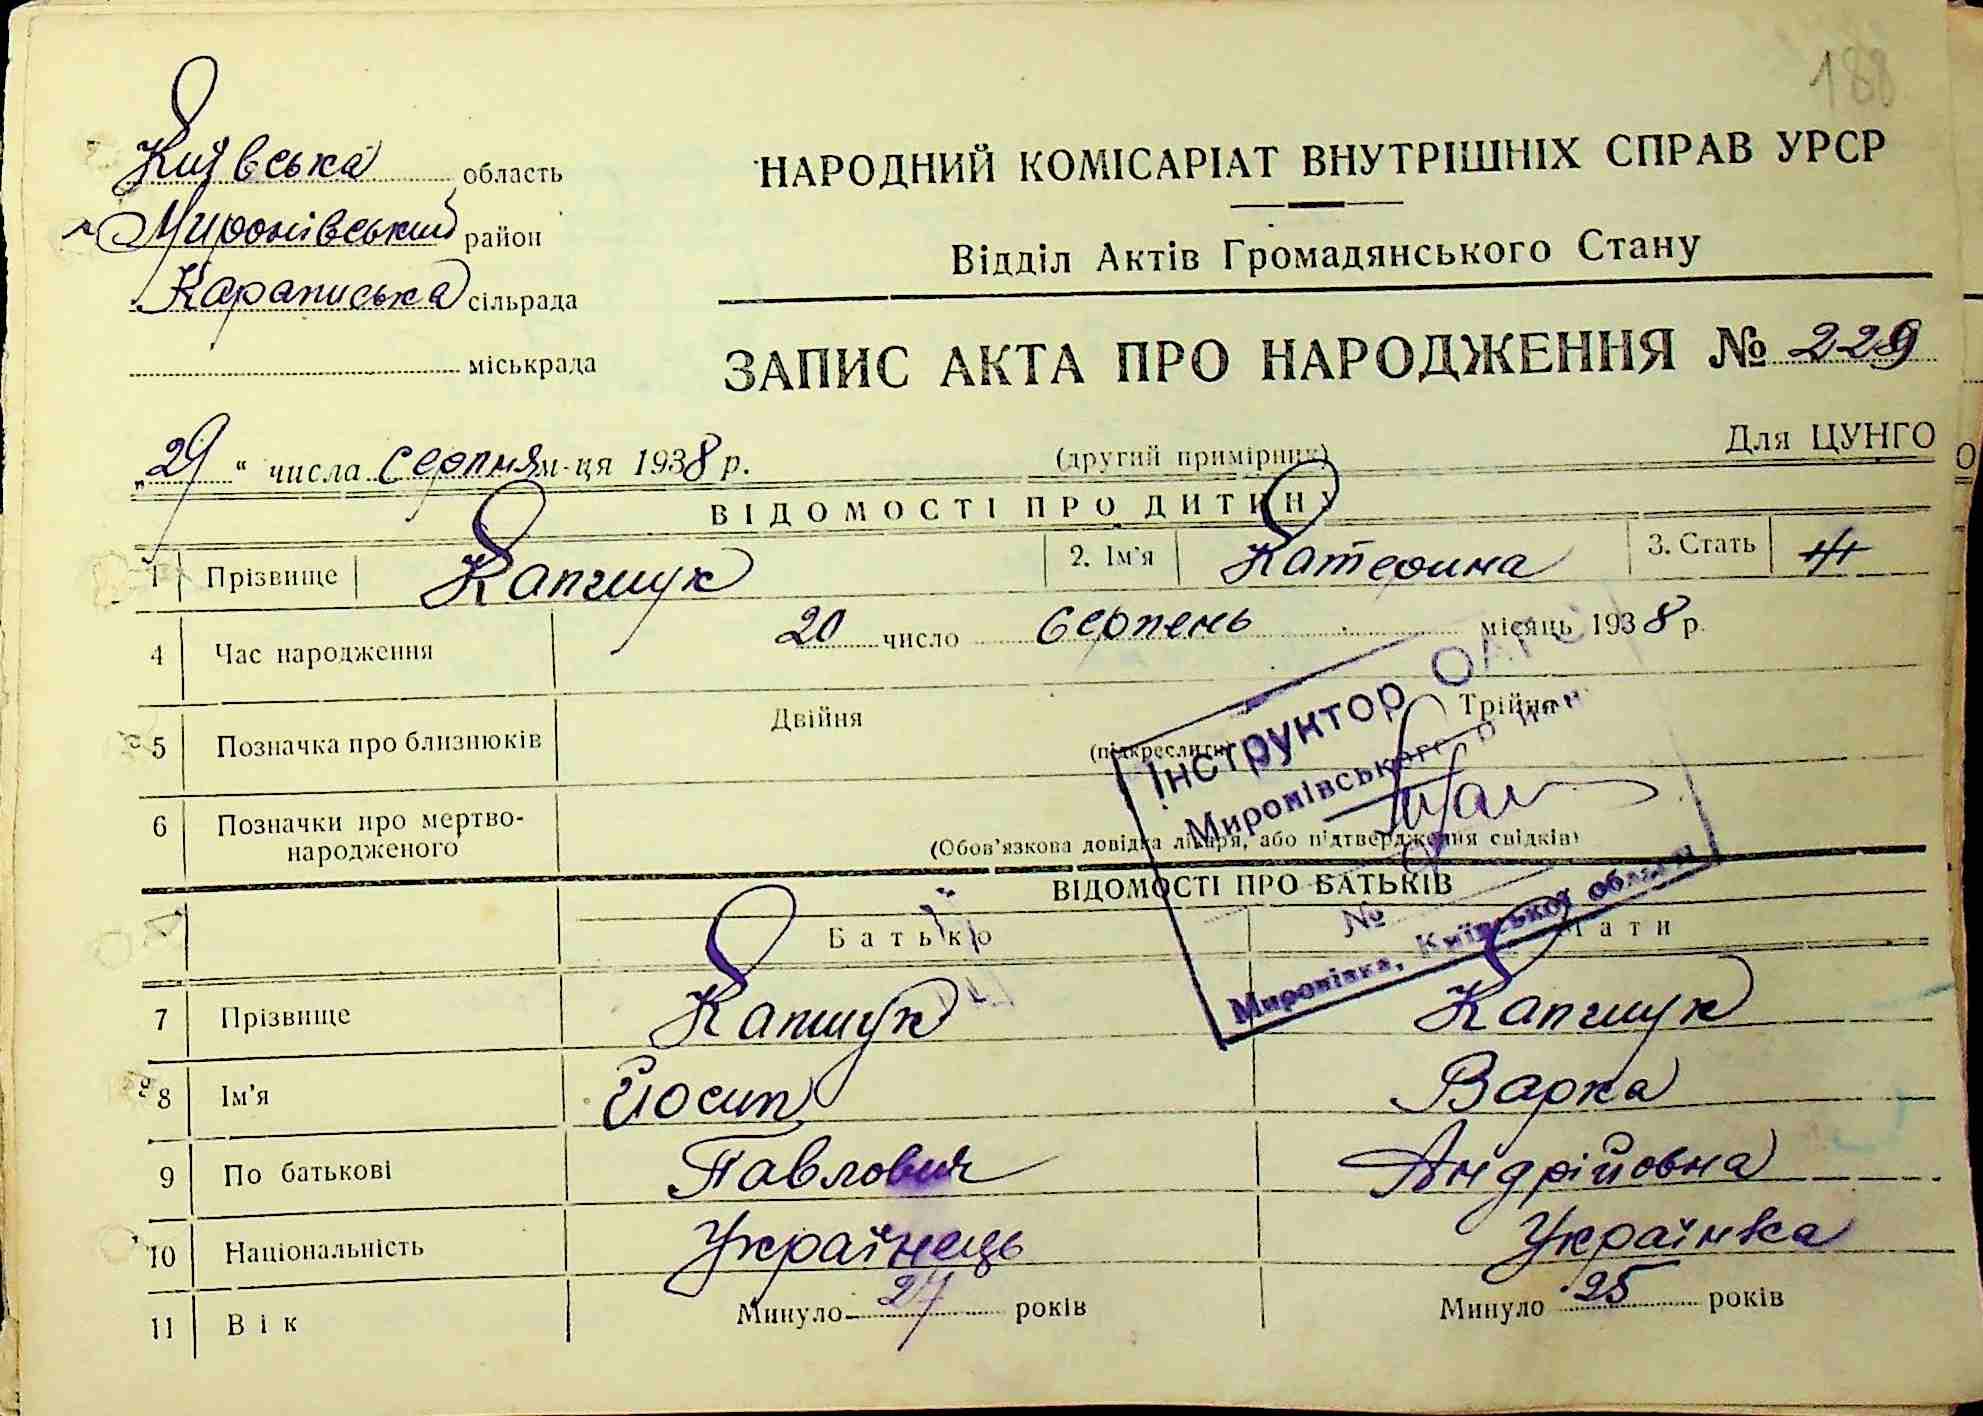 188
Київська область
Миронівський район
Караписька сільрада
міськрада
НАРОДНИЙ КОМІСАРІАТ ВНУТРІШНІХ СПРАВ УРСР
Відділ Актів Громадянського Стану
ЗАПИС АКТА ПРО НАРОДЖЕННЯ № 229
„29“ числа серпня м-ця 1938 р.
(другий примірник)
Для ЦУНГО
ВІДОМОСТІ ПРО ДИТИНУ
1 Прізвище Капшук 2. Ім'я Катерина 3. Стать
4 Час народження 20 число Серпень місяць 1938 р.
5 Позначка про близнюків Двійня (підкреслити) Трійня
6 Позначки про мертво-народженого
(Обов'язкова довідка лікаря, або підтвердження свідків)
Інструктор
Миронівського
№
Миронівка, Київської області
ВІДОМОСТІ ПРО БАТЬКІВ
Батько Мати
7 Прізвище Капшук Капшук
8 Ім'я Йосип Варка
9 По батькові Павлович Андрійовна
10 Національність Українець Українка
11 Вік Минуло 27 років Минуло 25 років